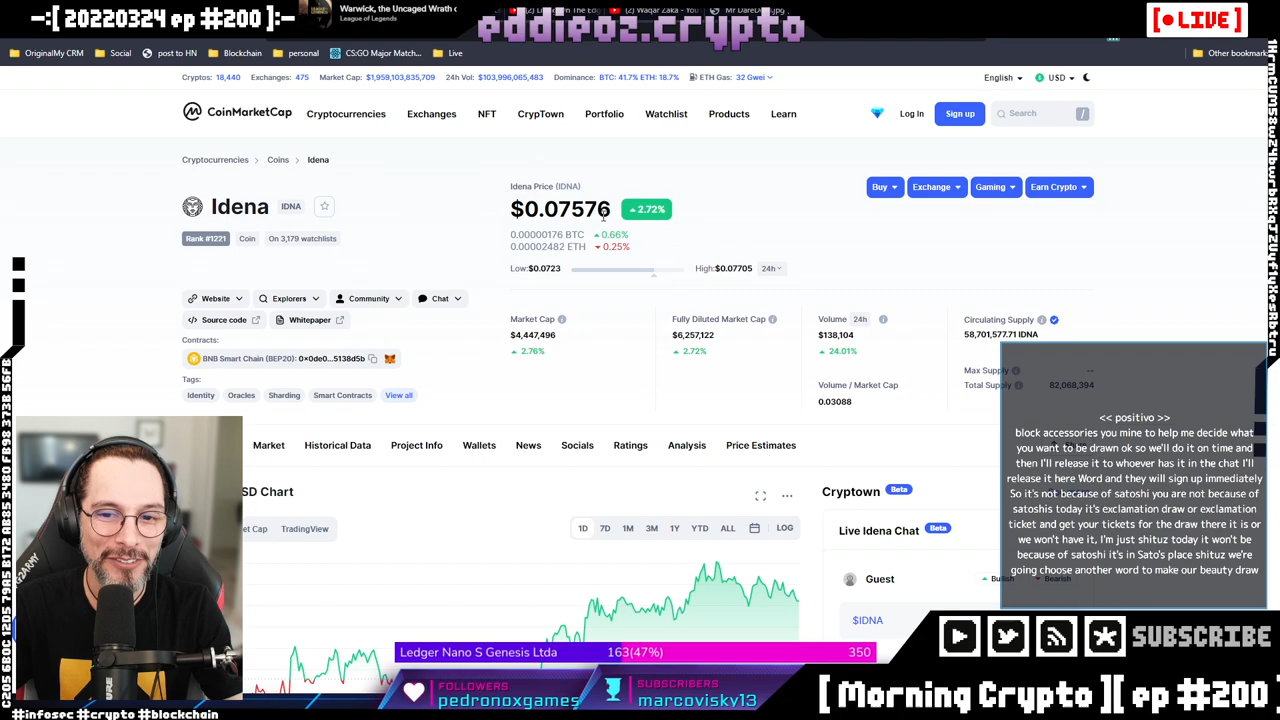 -:[ 20220324 ep #200 ]:-
Warwick, the Uncaged Wrath o
League of Legends
eddieoz.crypto
[● LIVE]
OriginalMy CRM
Social
post to HN
Blockchain
personal
CS:GO Major Match...
Live
Other bookmark
Cryptos: 18,440 Exchanges: 475 Market Cap: $1,959,103,835,709 24h Vol: $103,996,065,483 Dominance: BTC: 41.7% ETH: 18.7% ETH Gas: 32 Gwei
English
USD
CoinMarketCap
Cryptocurrencies Exchanges NFT CrypTown Portfolio Watchlist Products Learn
Log In
Sign up
Search
/
Cryptocurrencies > Coins > Idena
Idena IDNA
Rank #1221
Coin
On 3,179 watchlists
Idena Price (IDNA)
$0.07576
2.72%
0.00000176 BTC 0.66%
0.00002482 ETH 0.25%
Low:$0.0723
High:$0.07705
24h
Buy
Exchange
Gaming
Earn Crypto
Website
Explorers
Community
Chat
Source code
Whitepaper
Contracts:
BNB Smart Chain (BEP20): 0x0de0...5138d5b
Tags:
Identity
Oracles
Sharding
Smart Contracts
View all
Market Cap
$4,447,496
2.76%
Fully Diluted Market Cap
$6,257,122
2.72%
Volume 24h
$138,104
24.01%
Volume / Market Cap
0.03088
Circulating Supply
58,701,577.71 IDNA
Max Supply --
Total Supply 82,068,394
<< positivo >>
block accessories you mine to help me decide what
you want to be drawn ok so we'll do it on time and
then I'll release it to whoever has it in the chat I'll
release it here Word and they will sign up immediately
So it's not because of satoshi you are not because of
satoshis today it's exclamation draw or exclamation
ticket and get your tickets for the draw there it is or
we won't have it, I'm just shituz today it won't be
because of satoshi it's in Sato's place shituz we're
going choose another word to make our beauty draw
Market Historical Data Project Info Wallets News Socials Ratings Analysis Price Estimates
SD Chart
et Cap
TradingView
1D 7D 1M 3M 1Y YTD ALL LOG
Cryptown Beta
Live Idena Chat Beta
Guest
Bullish
Bearish
$IDNA
Ledger Nano S Genesis Ltda 163(47%) 350
FOLLOWERS
pedronoxgames
SUBSCRIBERS
marcovisky13
SUBSCRIBE
[ Morning Crypto ][ ep #200 ]
#infosec #crypto #blockchain